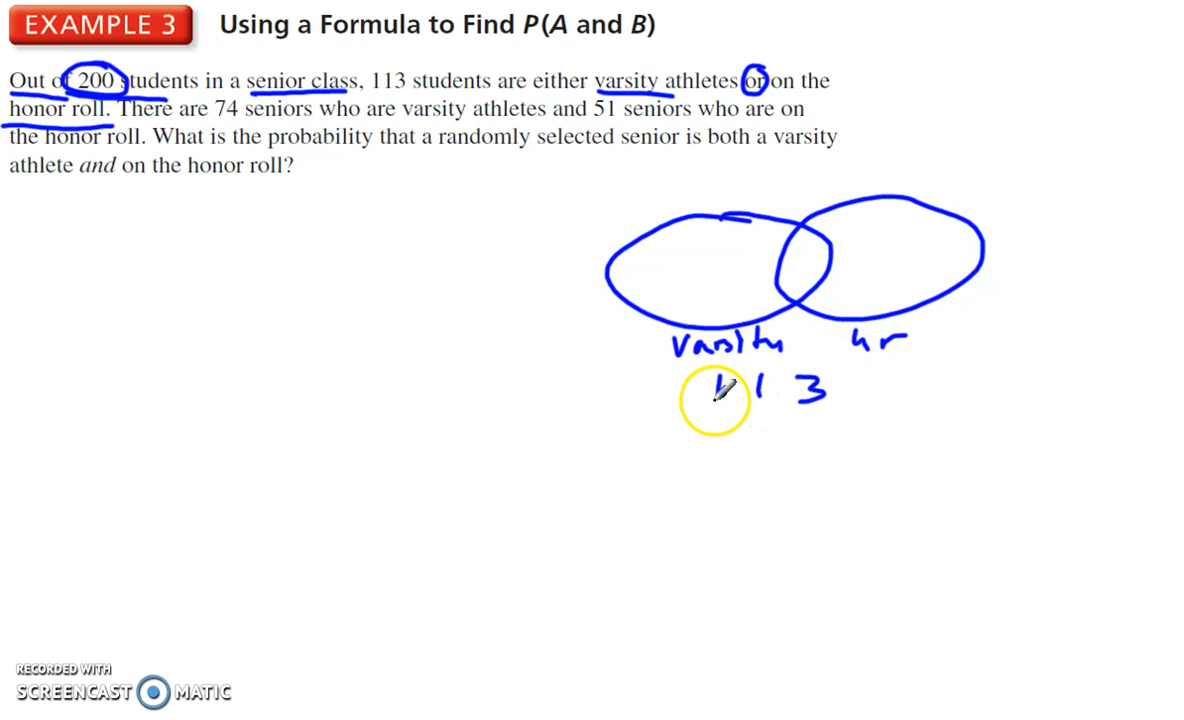 EXAMPLE 3 Using a Formula to Find P(A and B)
Out of 200 students in a senior class, 113 students are either varsity athletes or on the
honor roll. There are 74 seniors who are varsity athletes and 51 seniors who are on
the honor roll. What is the probability that a randomly selected senior is both a varsity
athlete and on the honor roll?
varsity hr
113
RECORDED WITH
SCREENCAST MATIC